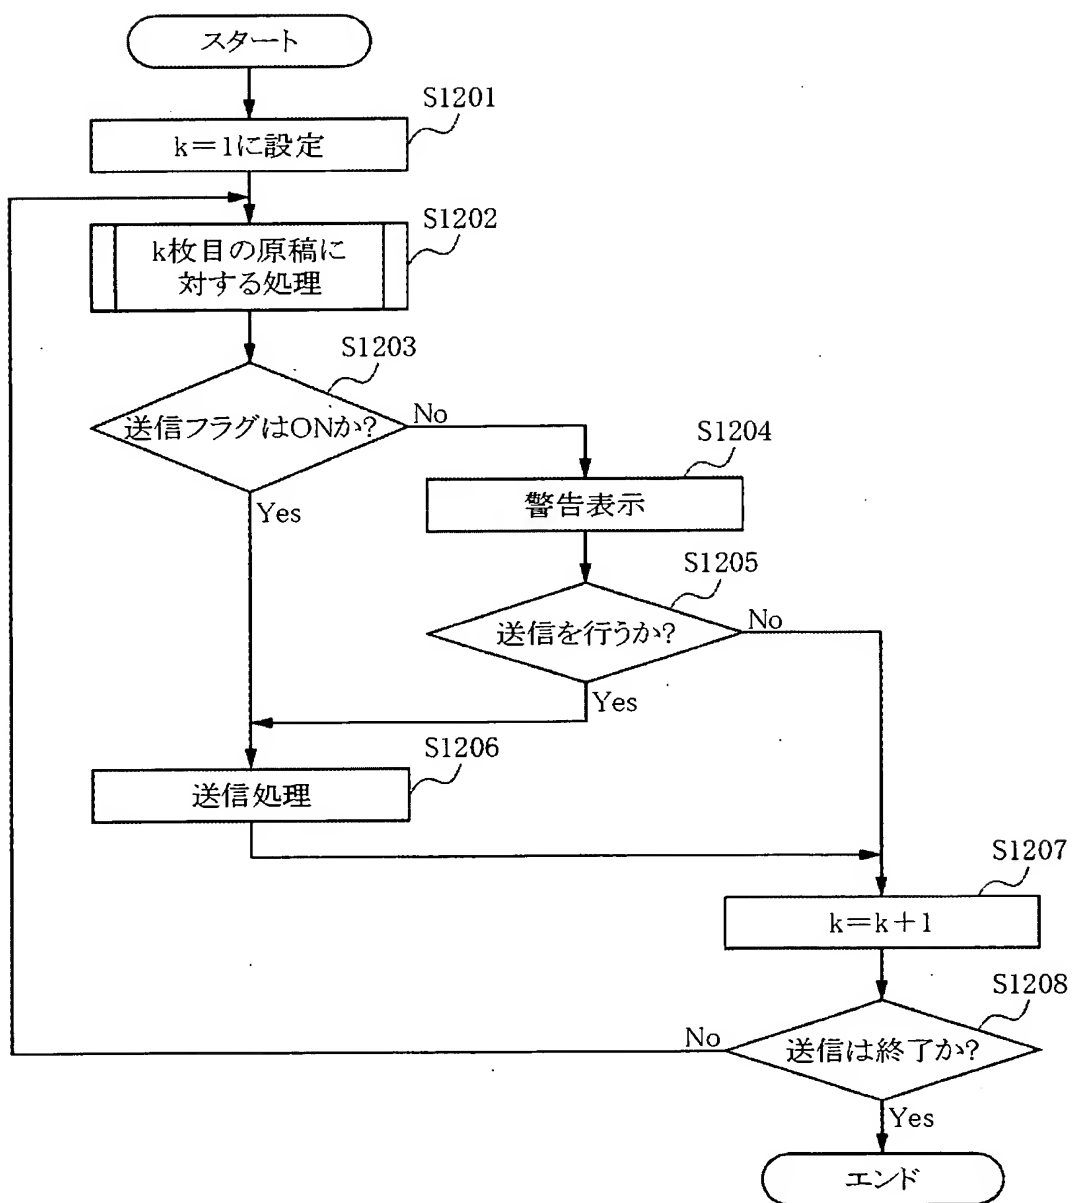 スタート
S1201
k=1に設定
S1202
k枚目の原稿に
対する処理
S1203
送信フラグはONか?
No
Yes
S1204
警告表示
S1205
送信を行うか?
No
Yes
S1206
送信処理
S1207
k=k+1
S1208
送信は終了か?
No
Yes
エンド